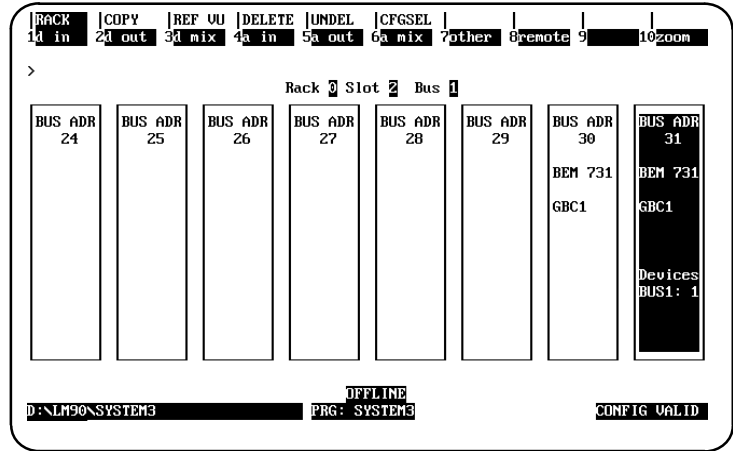 RACK |COPY |REF VU |DELETE |UNDEL |CFGSEL | |
1d in 2d out 3d mix 4a in 5a out 6a mix 7other 8remote 9 10zoom
>
Rack 0 Slot 2 Bus 1
BUS ADR BUS ADR BUS ADR BUS ADR BUS ADR BUS ADR BUS ADR BUS ADR
24 25 26 27 28 29 30 31
BEM 731 BEM 731
GBC1 GBC1
Devices
BUS1: 1
OFFLINE
D:\LM90\SYSTEM3 PRG: SYSTEM3 CONFIG VALID